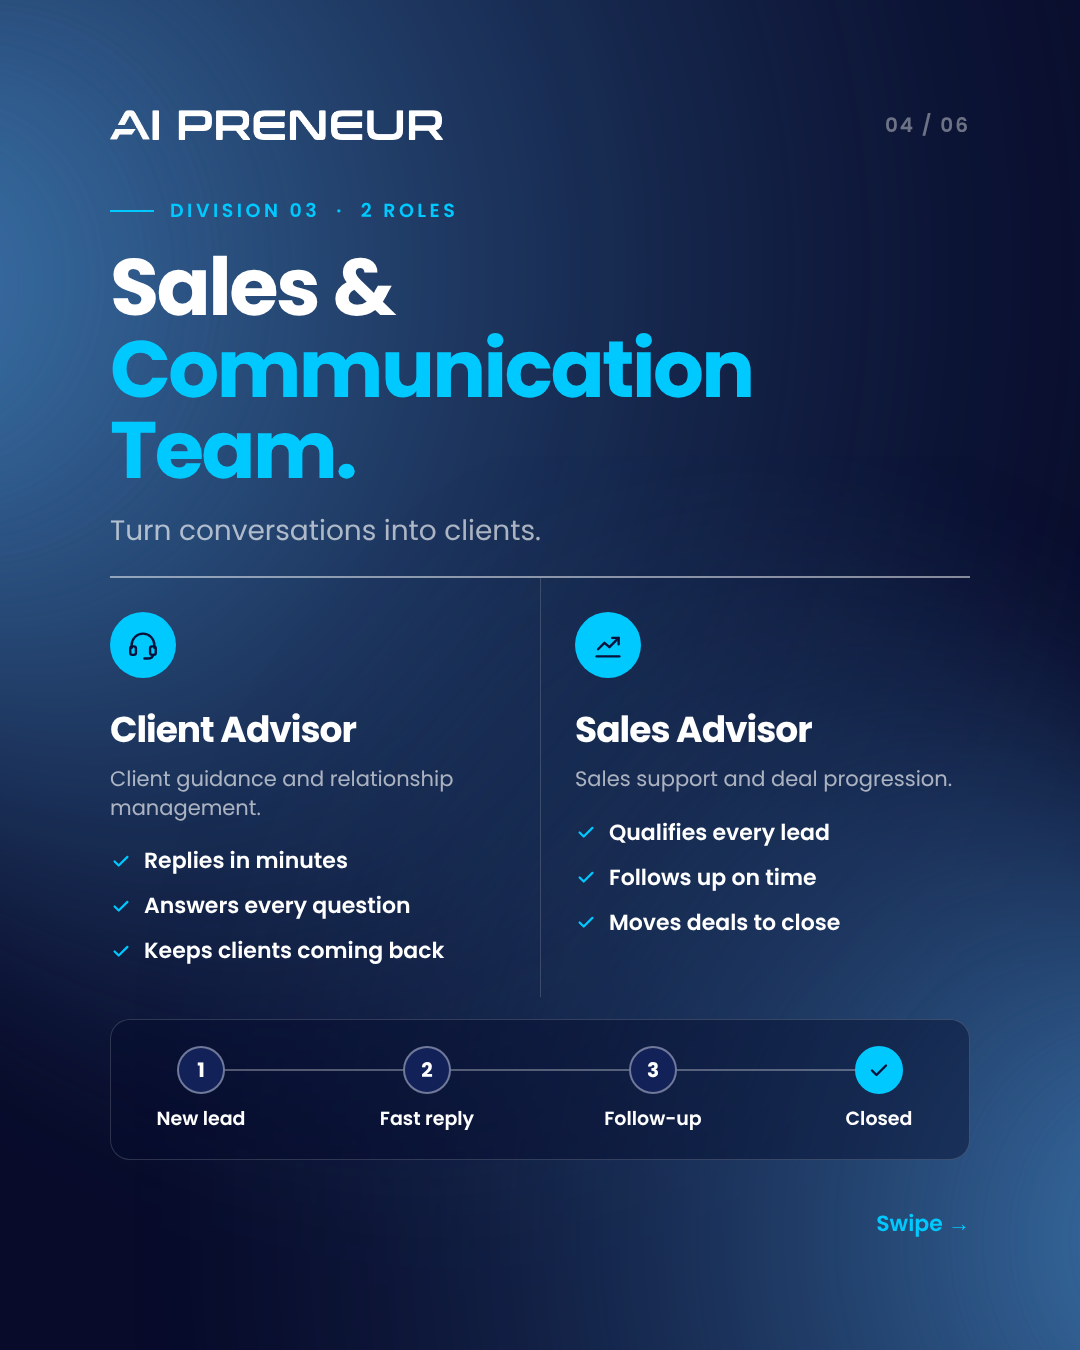 AI PRENEUR
04 / 06
DIVISION 03 · 2 ROLES
Sales &
Communication
Team.
Turn conversations into clients.
Client Advisor
Client guidance and relationship
management.
Replies in minutes
Answers every question
Keeps clients coming back
Sales Advisor
Sales support and deal progression.
Qualifies every lead
Follows up on time
Moves deals to close
1
New lead
2
Fast reply
3
Follow-up
Closed
Swipe →